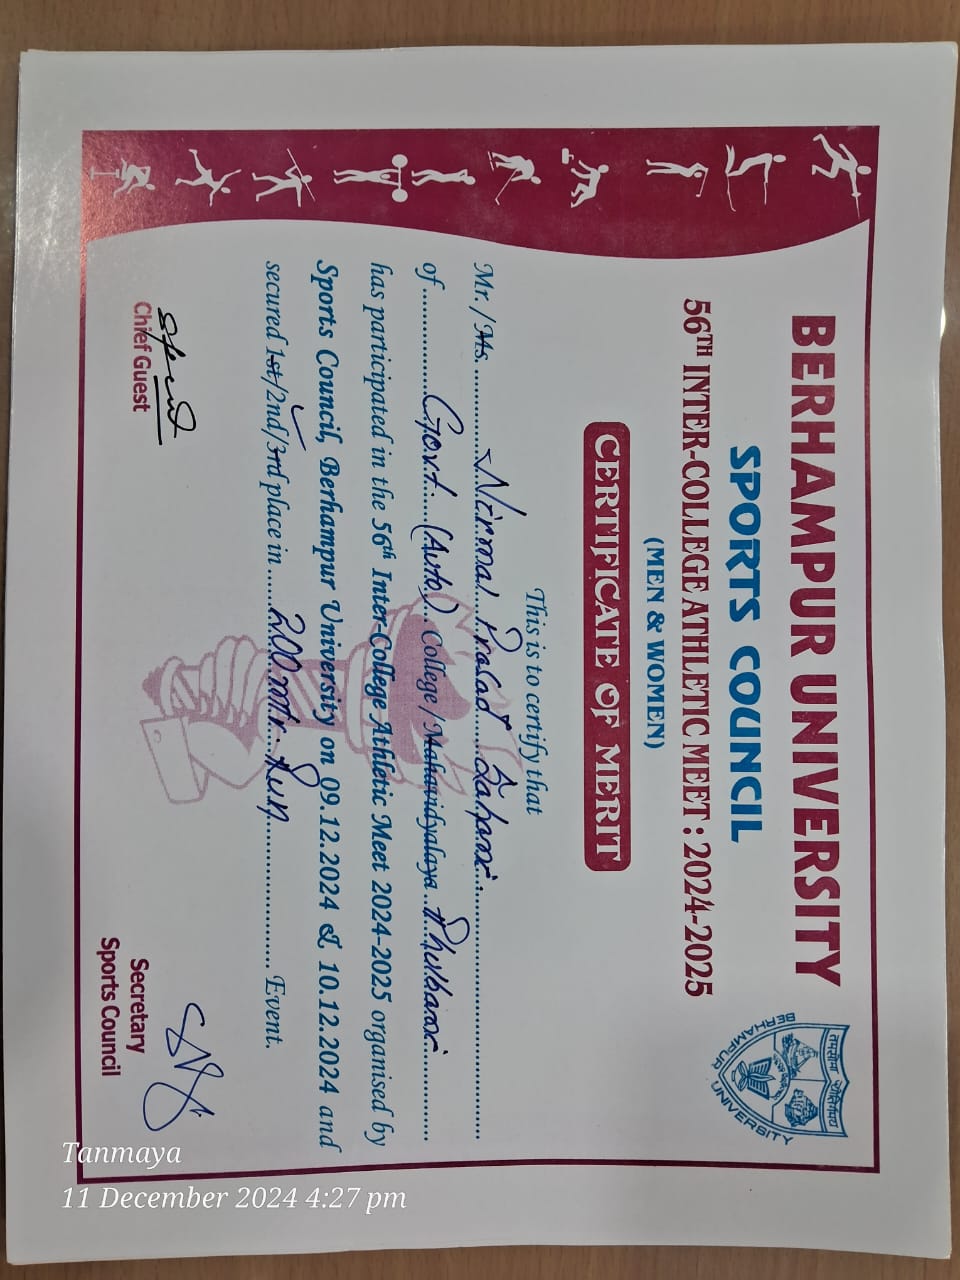 BERHAMPUR UNIVERSITY
SPORTS COUNCIL
56TH INTER-COLLEGE ATHLETIC MEET : 2024-2025
(MEN & WOMEN)
CERTIFICATE OF MERIT
BERHAMPUR UNIVERSITY
This is to certify that
Mr. / Ms. Nirmal Prasad Sahani
of Govt. (Auto) College / Mahavidyalaya Phulbani
has participated in the 56th Inter-College Athletic Meet 2024-2025 organised by
Sports Council, Berhampur University on 09.12.2024 & 10.12.2024 and
secured 1st/2nd/3rd place in 200 mtr Run Event.
Chief Guest
Secretary
Sports Council
Tanmaya
11 December 2024 4:27 pm